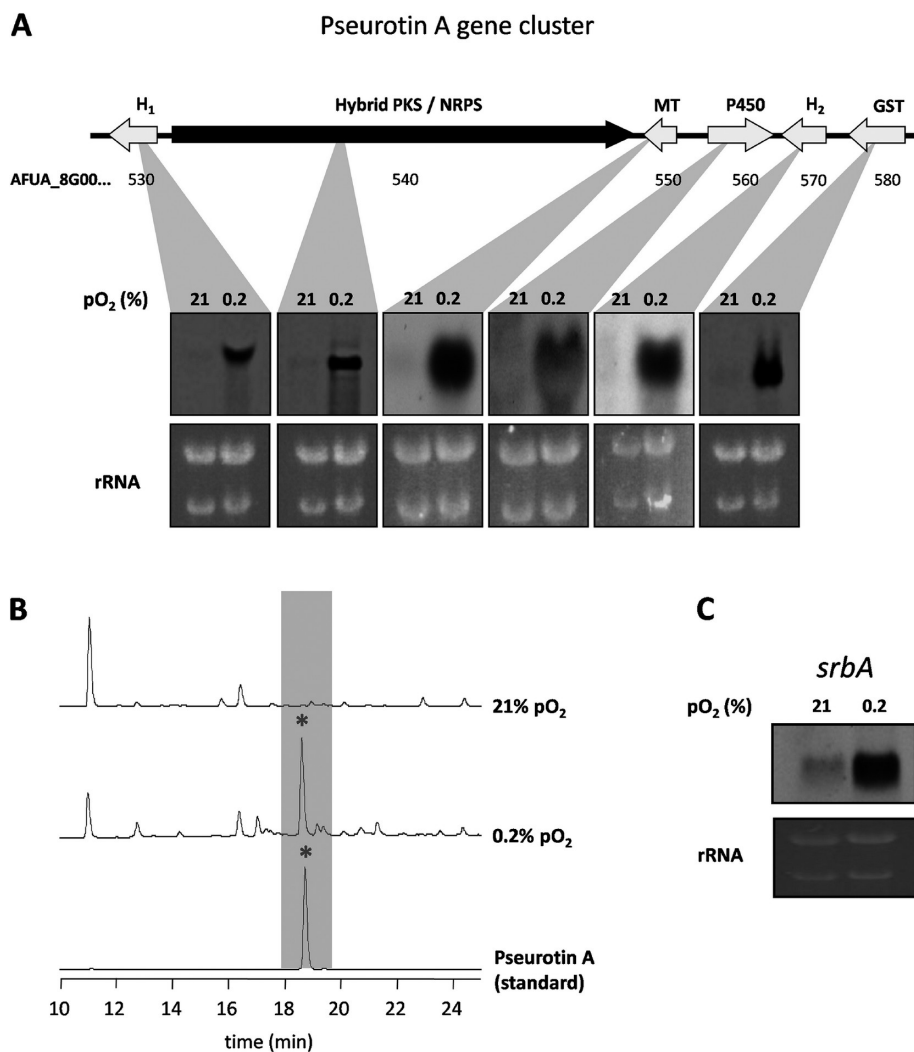 A
Pseurotin A gene cluster
H1 Hybrid PKS / NRPS MT P450 H2 GST
AFUA_8G00... 530 540 550 560 570 580
pO2 (%) 21 0.2 21 0.2 21 0.2 21 0.2 21 0.2 21 0.2
rRNA
B
21% pO2
*
0.2% pO2
*
Pseurotin A
(standard)
10 12 14 16 18 20 22 24
time (min)
C
srbA
pO2 (%) 21 0.2
rRNA